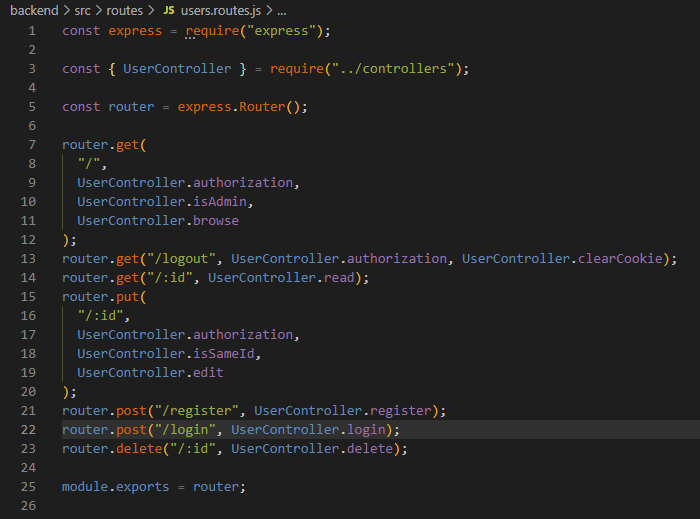 backend > src > routes > JS users.routes.js > ...
1 const express = require("express");
2
3 const { UserController } = require("../controllers");
4
5 const router = express.Router();
6
7 router.get(
8   "/",
9   UserController.authorization,
10   UserController.isAdmin,
11   UserController.browse
12 );
13 router.get("/logout", UserController.authorization, UserController.clearCookie);
14 router.get("/:id", UserController.read);
15 router.put(
16   "/:id",
17   UserController.authorization,
18   UserController.isSameId,
19   UserController.edit
20 );
21 router.post("/register", UserController.register);
22 router.post("/login", UserController.login);
23 router.delete("/:id", UserController.delete);
24
25 module.exports = router;
26